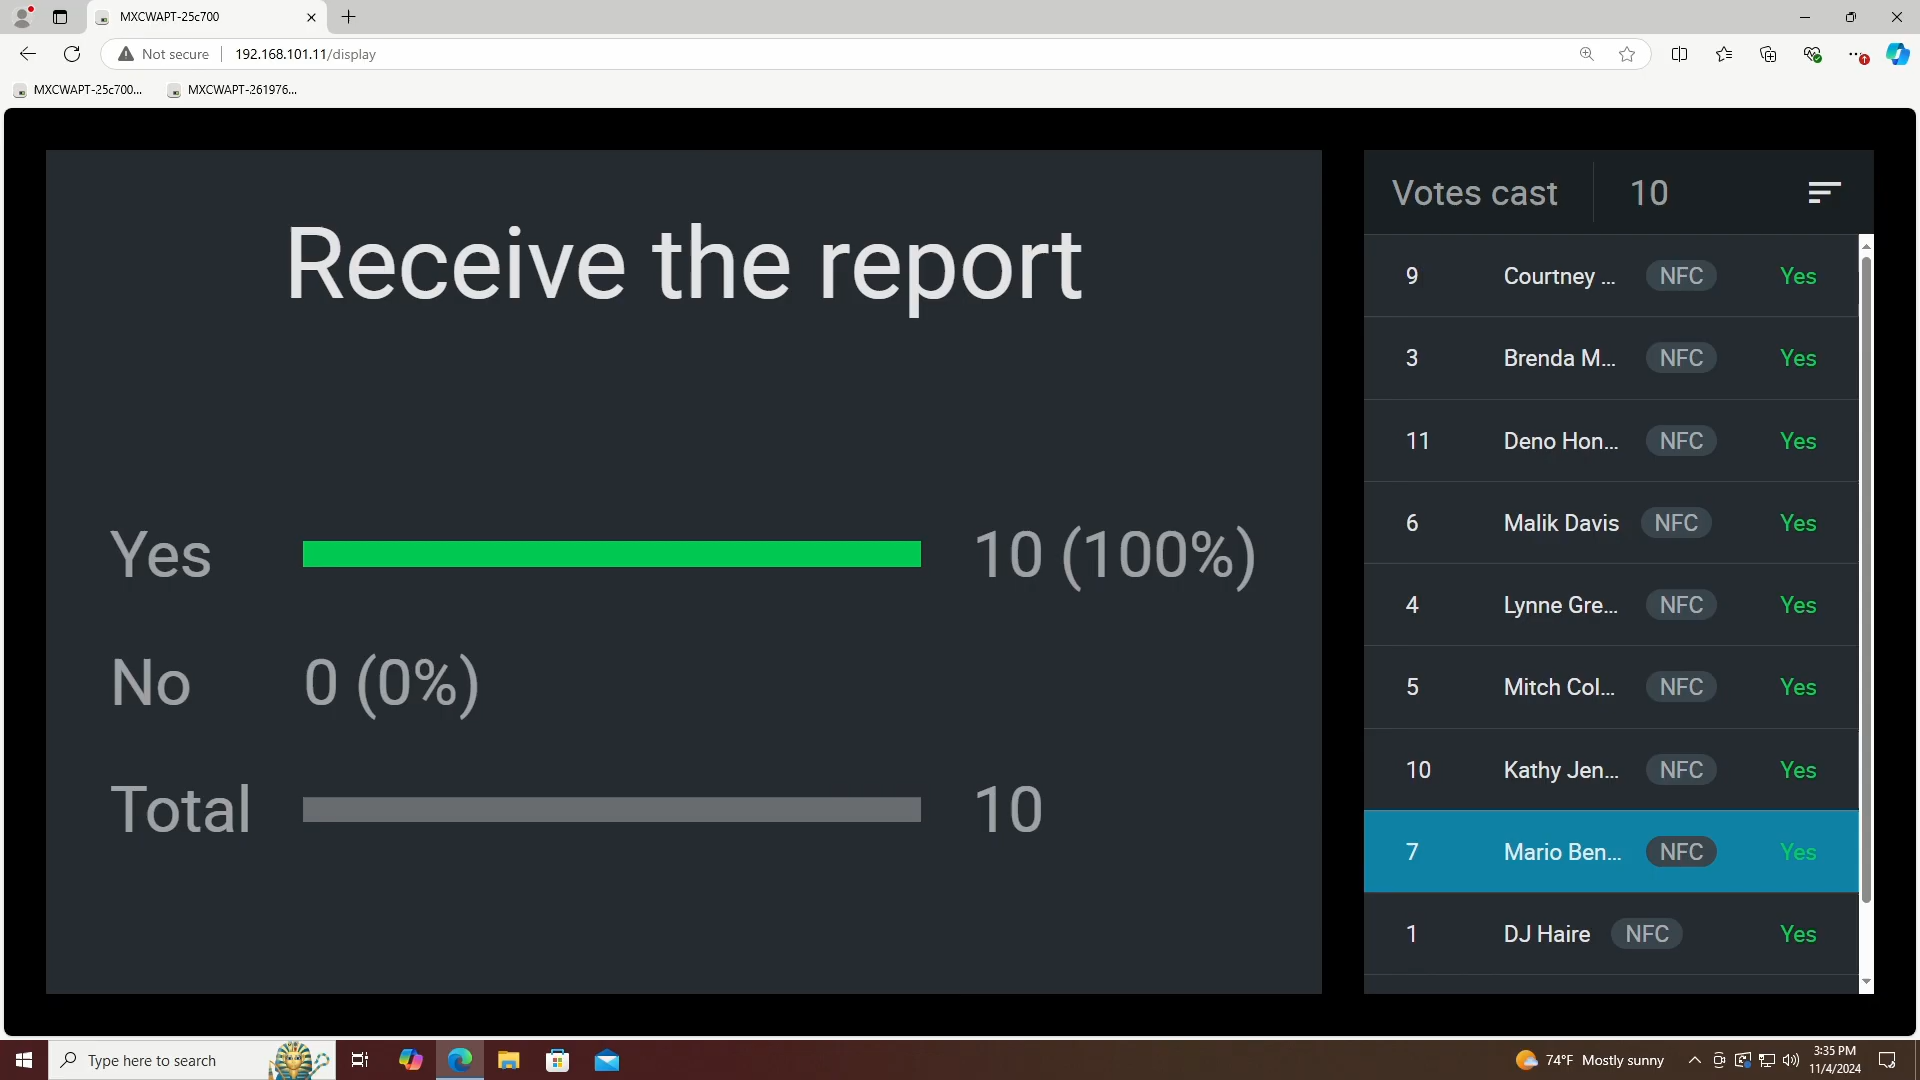 MXCWAPT-25c700
Not secure
192.168.101.11/display
MXCWAPT-25c700...
MXCWAPT-261976...
Receive the report
Yes
10 (100%)
No
0 (0%)
Total
10
Votes cast
10
9 Courtney ... NFC Yes
3 Brenda M... NFC Yes
11 Deno Hon... NFC Yes
6 Malik Davis NFC Yes
4 Lynne Gre... NFC Yes
5 Mitch Col... NFC Yes
10 Kathy Jen... NFC Yes
7 Mario Ben... NFC Yes
1 DJ Haire NFC Yes
Type here to search
74°F Mostly sunny
3:35 PM
11/4/2024